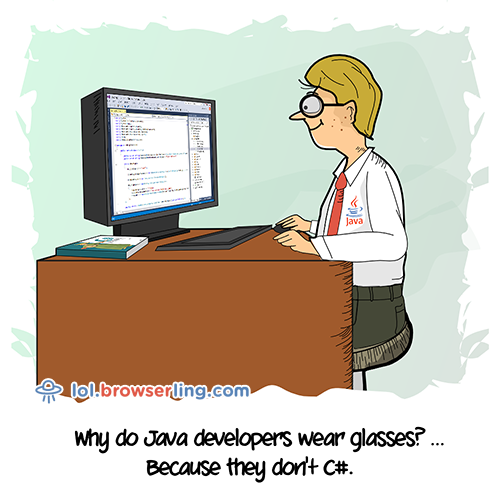 Java
lol.browserling.com
Why do Java developers wear glasses? ...
Because they don't C#.